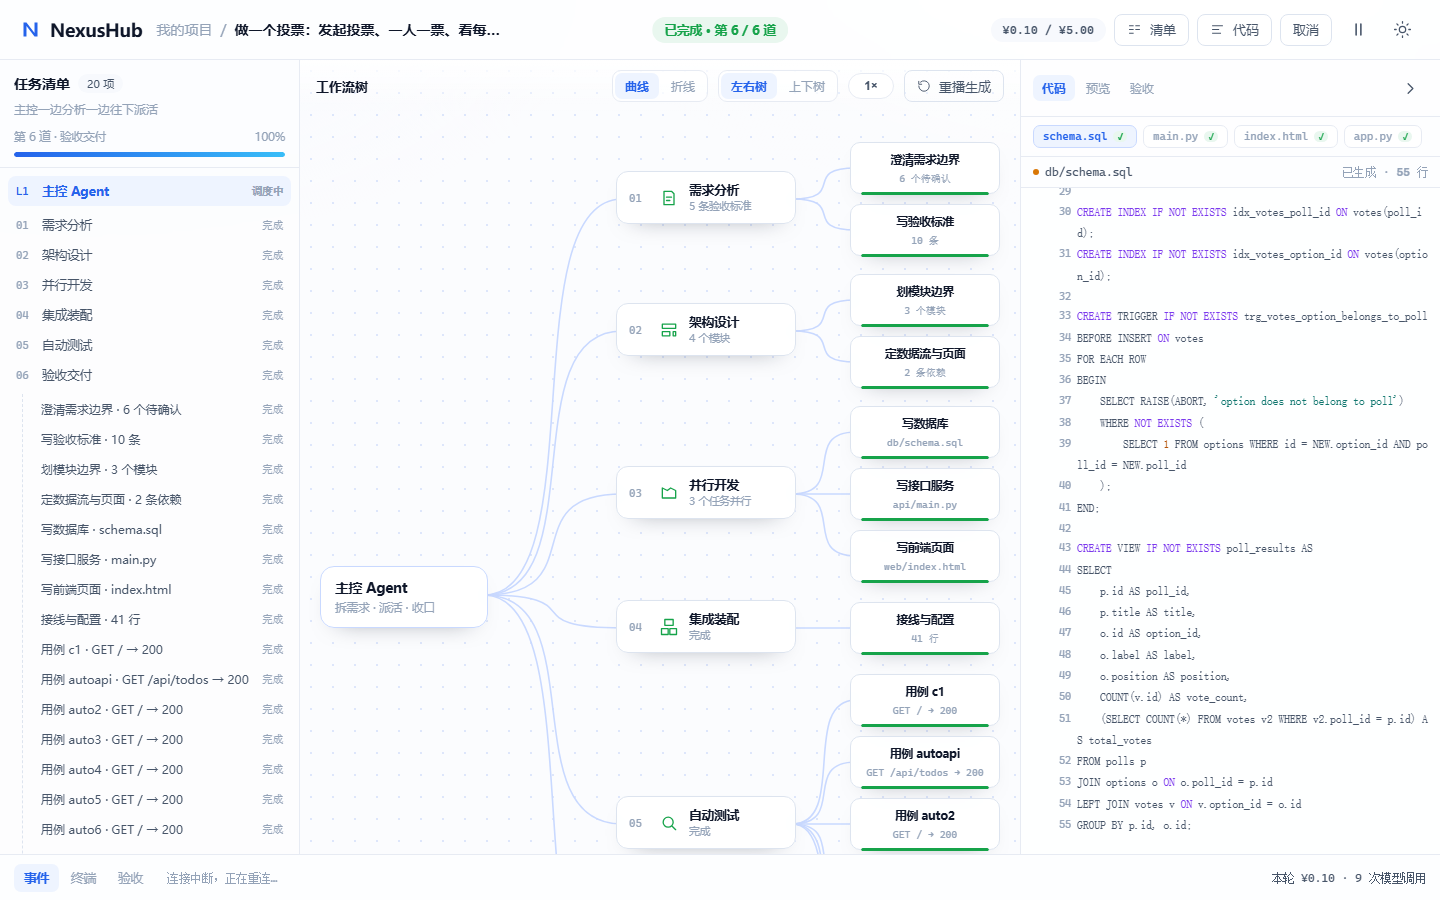 NexusHub 我的项目 / 做一个投票：发起投票、一人一票、看每...
已完成 • 第 6 / 6 道
¥0.10 / ¥5.00 清单 代码 取消
任务清单 20 项
主控一边分析一边往下派活
第 6 道 · 验收交付 100%
L1 主控 Agent 调度中
01 需求分析 完成
02 架构设计 完成
03 并行开发 完成
04 集成装配 完成
05 自动测试 完成
06 验收交付 完成
澄清需求边界 · 6 个待确认 完成
写验收标准 · 10 条 完成
划模块边界 · 3 个模块 完成
定数据流与页面 · 2 条依赖 完成
写数据库 · schema.sql 完成
写接口服务 · main.py 完成
写前端页面 · index.html 完成
接线与配置 · 41 行 完成
用例 c1 · GET / → 200 完成
用例 autoapi · GET /api/todos → 200 完成
用例 auto2 · GET / → 200 完成
用例 auto3 · GET / → 200 完成
用例 auto4 · GET / → 200 完成
用例 auto5 · GET / → 200 完成
用例 auto6 · GET / → 200 完成
工作流树 曲线 折线 左右树 上下树 1× 重播生成
主控 Agent
拆需求 · 派活 · 收口
01 需求分析
5 条验收标准
02 架构设计
4 个模块
03 并行开发
3 个任务并行
04 集成装配
完成
05 自动测试
完成
澄清需求边界
6 个待确认
写验收标准
10 条
划模块边界
3 个模块
定数据流与页面
2 条依赖
写数据库
db/schema.sql
写接口服务
api/main.py
写前端页面
web/index.html
接线与配置
41 行
用例 c1
GET / → 200
用例 autoapi
GET /api/todos → 200
用例 auto2
GET / → 200
代码 预览 验收
schema.sql ✓ main.py ✓ index.html ✓ app.py ✓
db/schema.sql 已生成 · 55 行
29
30 CREATE INDEX IF NOT EXISTS idx_votes_poll_id ON votes(poll_i
d);
31 CREATE INDEX IF NOT EXISTS idx_votes_option_id ON votes(optio
n_id);
32
33 CREATE TRIGGER IF NOT EXISTS trg_votes_option_belongs_to_poll
34 BEFORE INSERT ON votes
35 FOR EACH ROW
36 BEGIN
37 SELECT RAISE(ABORT, 'option does not belong to poll')
38 WHERE NOT EXISTS (
39 SELECT 1 FROM options WHERE id = NEW.option_id AND po
ll_id = NEW.poll_id
40 );
41 END;
42
43 CREATE VIEW IF NOT EXISTS poll_results AS
44 SELECT
45 p.id AS poll_id,
46 p.title AS title,
47 o.id AS option_id,
48 o.label AS label,
49 o.position AS position,
50 COUNT(v.id) AS vote_count,
51 (SELECT COUNT(*) FROM votes v2 WHERE v2.poll_id = p.id) A
S total_votes
52 FROM polls p
53 JOIN options o ON o.poll_id = p.id
54 LEFT JOIN votes v ON v.option_id = o.id
55 GROUP BY p.id, o.id;
事件 终端 验收 连接中断，正在重连…
本轮 ¥0.10 · 9 次模型调用